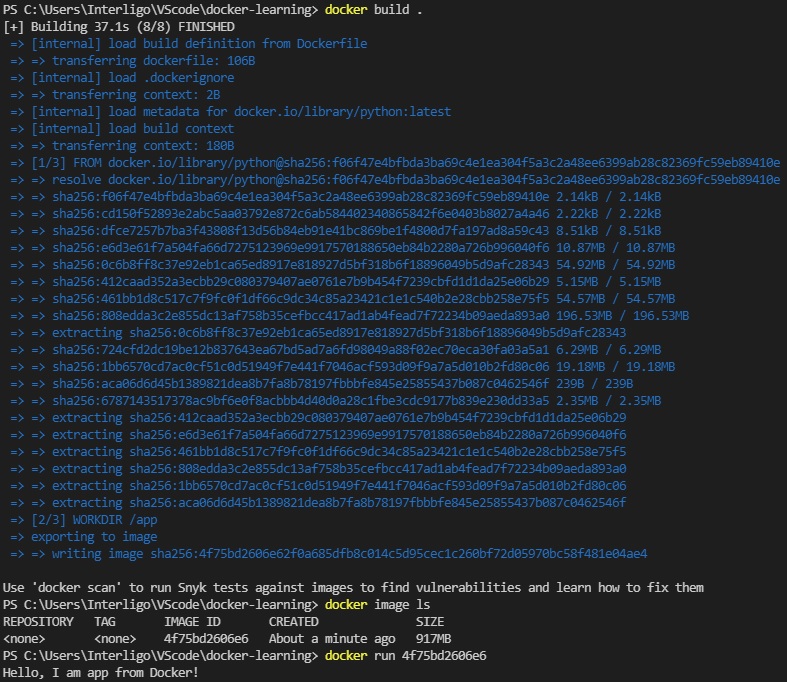 PS C:\Users\Interligo\VScode\docker-learning> docker build .
[+] Building 37.1s (8/8) FINISHED
=> [internal] load build definition from Dockerfile
=> => transferring dockerfile: 106B
=> [internal] load .dockerignore
=> => transferring context: 2B
=> [internal] load metadata for docker.io/library/python:latest
=> [internal] load build context
=> => transferring context: 180B
=> [1/3] FROM docker.io/library/python@sha256:f06f47e4bfbda3ba69c4e1ea304f5a3c2a48ee6399ab28c82369fc59eb89410e
=> => resolve docker.io/library/python@sha256:f06f47e4bfbda3ba69c4e1ea304f5a3c2a48ee6399ab28c82369fc59eb89410e
=> => sha256:f06f47e4bfbda3ba69c4e1ea304f5a3c2a48ee6399ab28c82369fc59eb89410e 2.14kB / 2.14kB
=> => sha256:cd150f52893e2abc5aa03792e872c6ab584402340865842f6e0403b8027a4a46 2.22kB / 2.22kB
=> => sha256:dfce7257b7ba3f43808f13d56b84eb91e41bc869be1f4800d7fa197ad8a59c43 8.51kB / 8.51kB
=> => sha256:e6d3e61f7a504fa66d7275123969e9917570188650eb84b2280a726b996040f6 10.87MB / 10.87MB
=> => sha256:0c6b8ff8c37e92eb1ca65ed8917e818927d5bf318b6f18896049b5d9afc28343 54.92MB / 54.92MB
=> => sha256:412caad352a3ecbb29c080379407ae0761e7b9b454f7239cbfd1d1da25e06b29 5.15MB / 5.15MB
=> => sha256:461bb1d8c517c7f9fc0f1df66c9dc34c85a23421c1e1c540b2e28cbb258e75f5 54.57MB / 54.57MB
=> => sha256:808edda3c2e855dc13af758b35cefbcc417ad1ab4fead7f72234b09aeda893a0 196.53MB / 196.53MB
=> => extracting sha256:0c6b8ff8c37e92eb1ca65ed8917e818927d5bf318b6f18896049b5d9afc28343
=> => sha256:724cfd2dc19be12b837643ea67bd5ad7a6fd98049a88f02ec70eca30fa03a5a1 6.29MB / 6.29MB
=> => sha256:1bb6570cd7ac0cf51c0d51949f7e441f7046acf593d09f9a7a5d010b2fd80c06 19.18MB / 19.18MB
=> => sha256:aca06d6d45b1389821dea8b7fa8b78197fbbbfe845e25855437b087c0462546f 239B / 239B
=> => sha256:6787143517378ac9bf6e0f8acbbb4d40d0a28c1fbe3cdc9177b839e230dd33a5 2.35MB / 2.35MB
=> => extracting sha256:412caad352a3ecbb29c080379407ae0761e7b9b454f7239cbfd1d1da25e06b29
=> => extracting sha256:e6d3e61f7a504fa66d7275123969e9917570188650eb84b2280a726b996040f6
=> => extracting sha256:461bb1d8c517c7f9fc0f1df66c9dc34c85a23421c1e1c540b2e28cbb258e75f5
=> => extracting sha256:808edda3c2e855dc13af758b35cefbcc417ad1ab4fead7f72234b09aeda893a0
=> => extracting sha256:1bb6570cd7ac0cf51c0d51949f7e441f7046acf593d09f9a7a5d010b2fd80c06
=> => extracting sha256:aca06d6d45b1389821dea8b7fa8b78197fbbbfe845e25855437b087c0462546f
=> [2/3] WORKDIR /app
=> exporting to image
=> => writing image sha256:4f75bd2606e62f0a685dfb8c014c5d95cec1c260bf72d05970bc58f481e04ae4
Use 'docker scan' to run Snyk tests against images to find vulnerabilities and learn how to fix them
PS C:\Users\Interligo\VScode\docker-learning> docker image ls
REPOSITORY TAG IMAGE ID CREATED SIZE
<none> <none> 4f75bd2606e6 About a minute ago 917MB
PS C:\Users\Interligo\VScode\docker-learning> docker run 4f75bd2606e6
Hello, I am app from Docker!